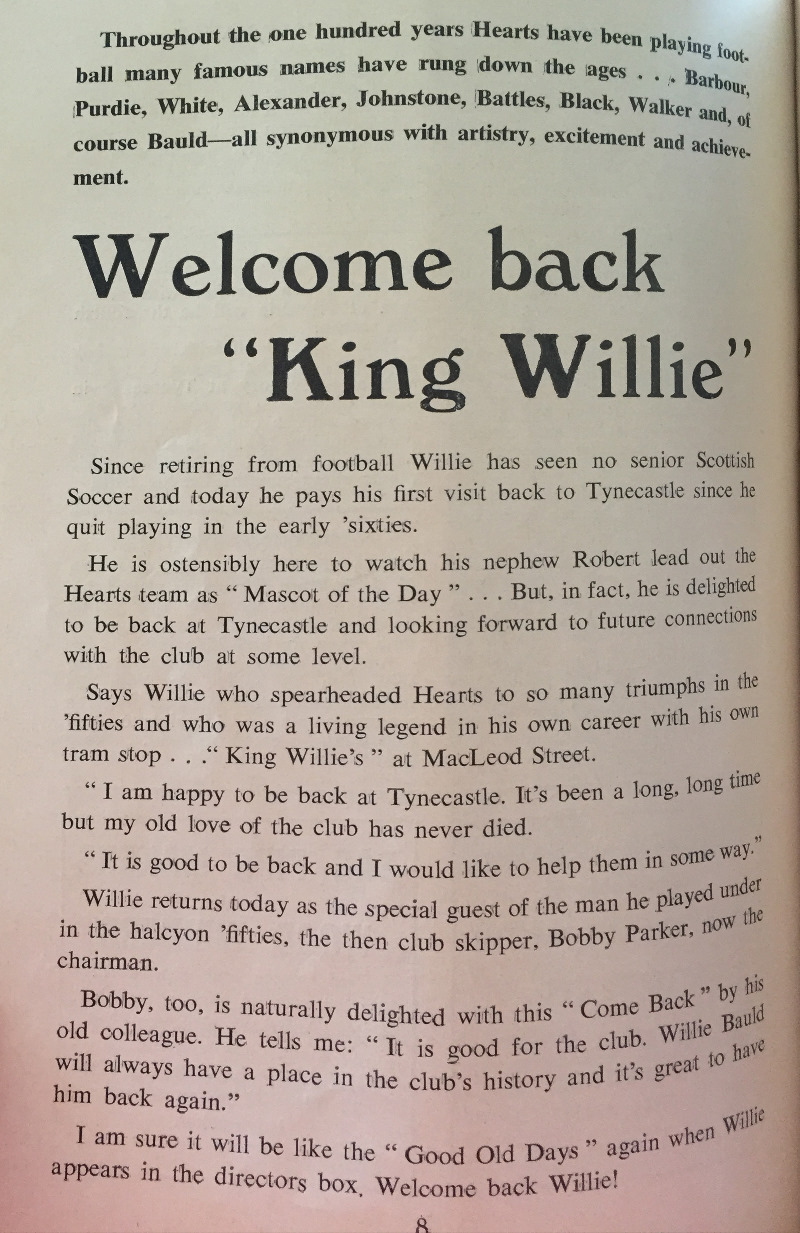 Throughout the one hundred years Hearts have been playing foot-
ball many famous names have rung down the ages . . . Barbour,
Purdie, White, Alexander, Johnstone, Battles, Black, Walker and, of
course Bauld—all synonymous with artistry, excitement and achieve-
ment.
Welcome back
“King Willie”
Since retiring from football Willie has seen no senior Scottish
Soccer and today he pays his first visit back to Tynecastle since he
quit playing in the early ’sixties.
He is ostensibly here to watch his nephew Robert lead out the
Hearts team as “ Mascot of the Day ” . . . But, in fact, he is delighted
to be back at Tynecastle and looking forward to future connections
with the club at some level.
Says Willie who spearheaded Hearts to so many triumphs in the
’fifties and who was a living legend in his own career with his own
tram stop . . .“ King Willie’s ” at MacLeod Street.
“ I am happy to be back at Tynecastle. It’s been a long, long time
but my old love of the club has never died.
“ It is good to be back and I would like to help them in some way.”
Willie returns today as the special guest of the man he played under
in the halcyon ’fifties, the then club skipper, Bobby Parker, now the
chairman.
Bobby, too, is naturally delighted with this “ Come Back ” by his
old colleague. He tells me: “ It is good for the club. Willie Bauld
will always have a place in the club’s history and it’s great to have
him back again.”
I am sure it will be like the “ Good Old Days ” again when Willie
appears in the directors box. Welcome back Willie!
8